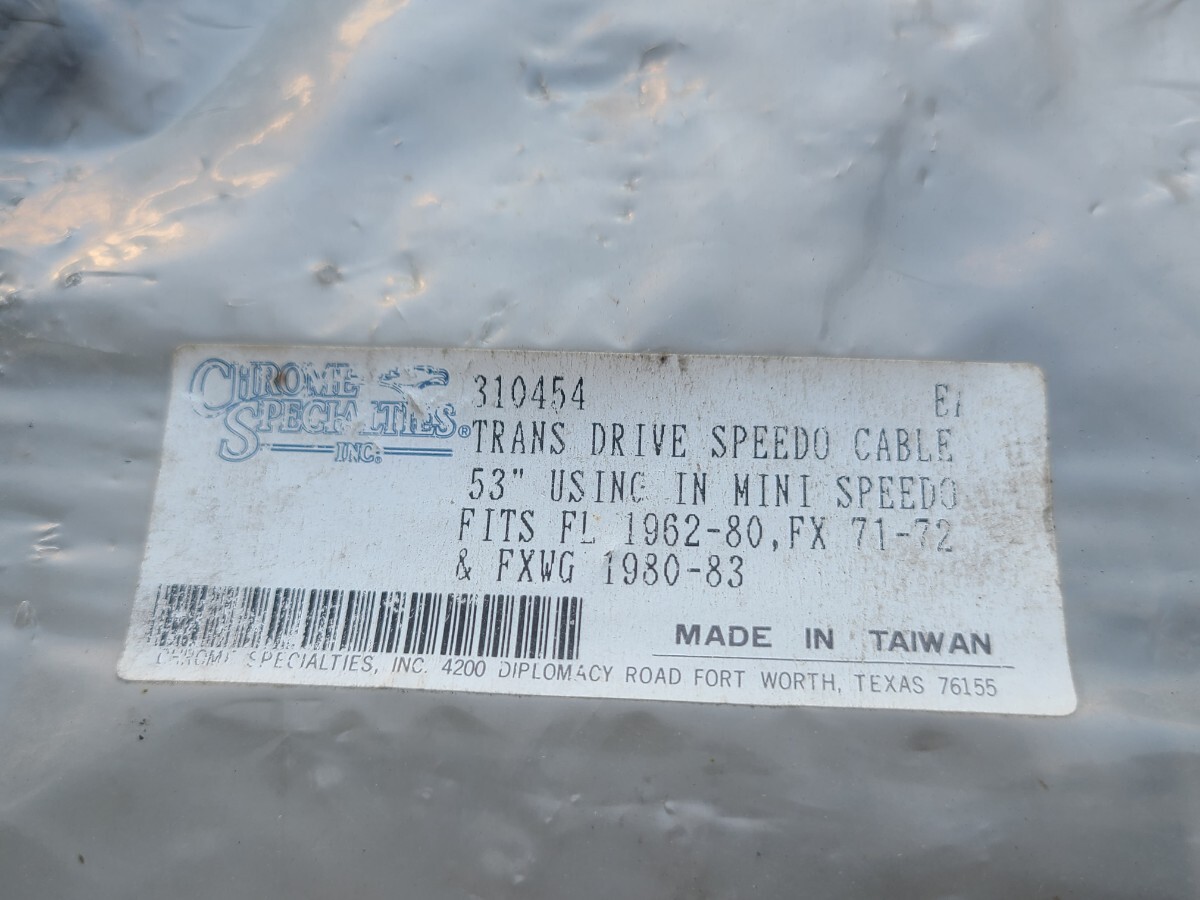 CHROME
SPECIALTIES®
INC.
310454
TRANS DRIVE SPEEDO CABLE
53" USING IN MINI SPEEDO
FITS FL 1962-80,FX 71-72
& FXWG 1980-83
MADE IN TAIWAN
CHROME SPECIALTIES, INC. 4200 DIPLOMACY ROAD FORT WORTH, TEXAS 76155